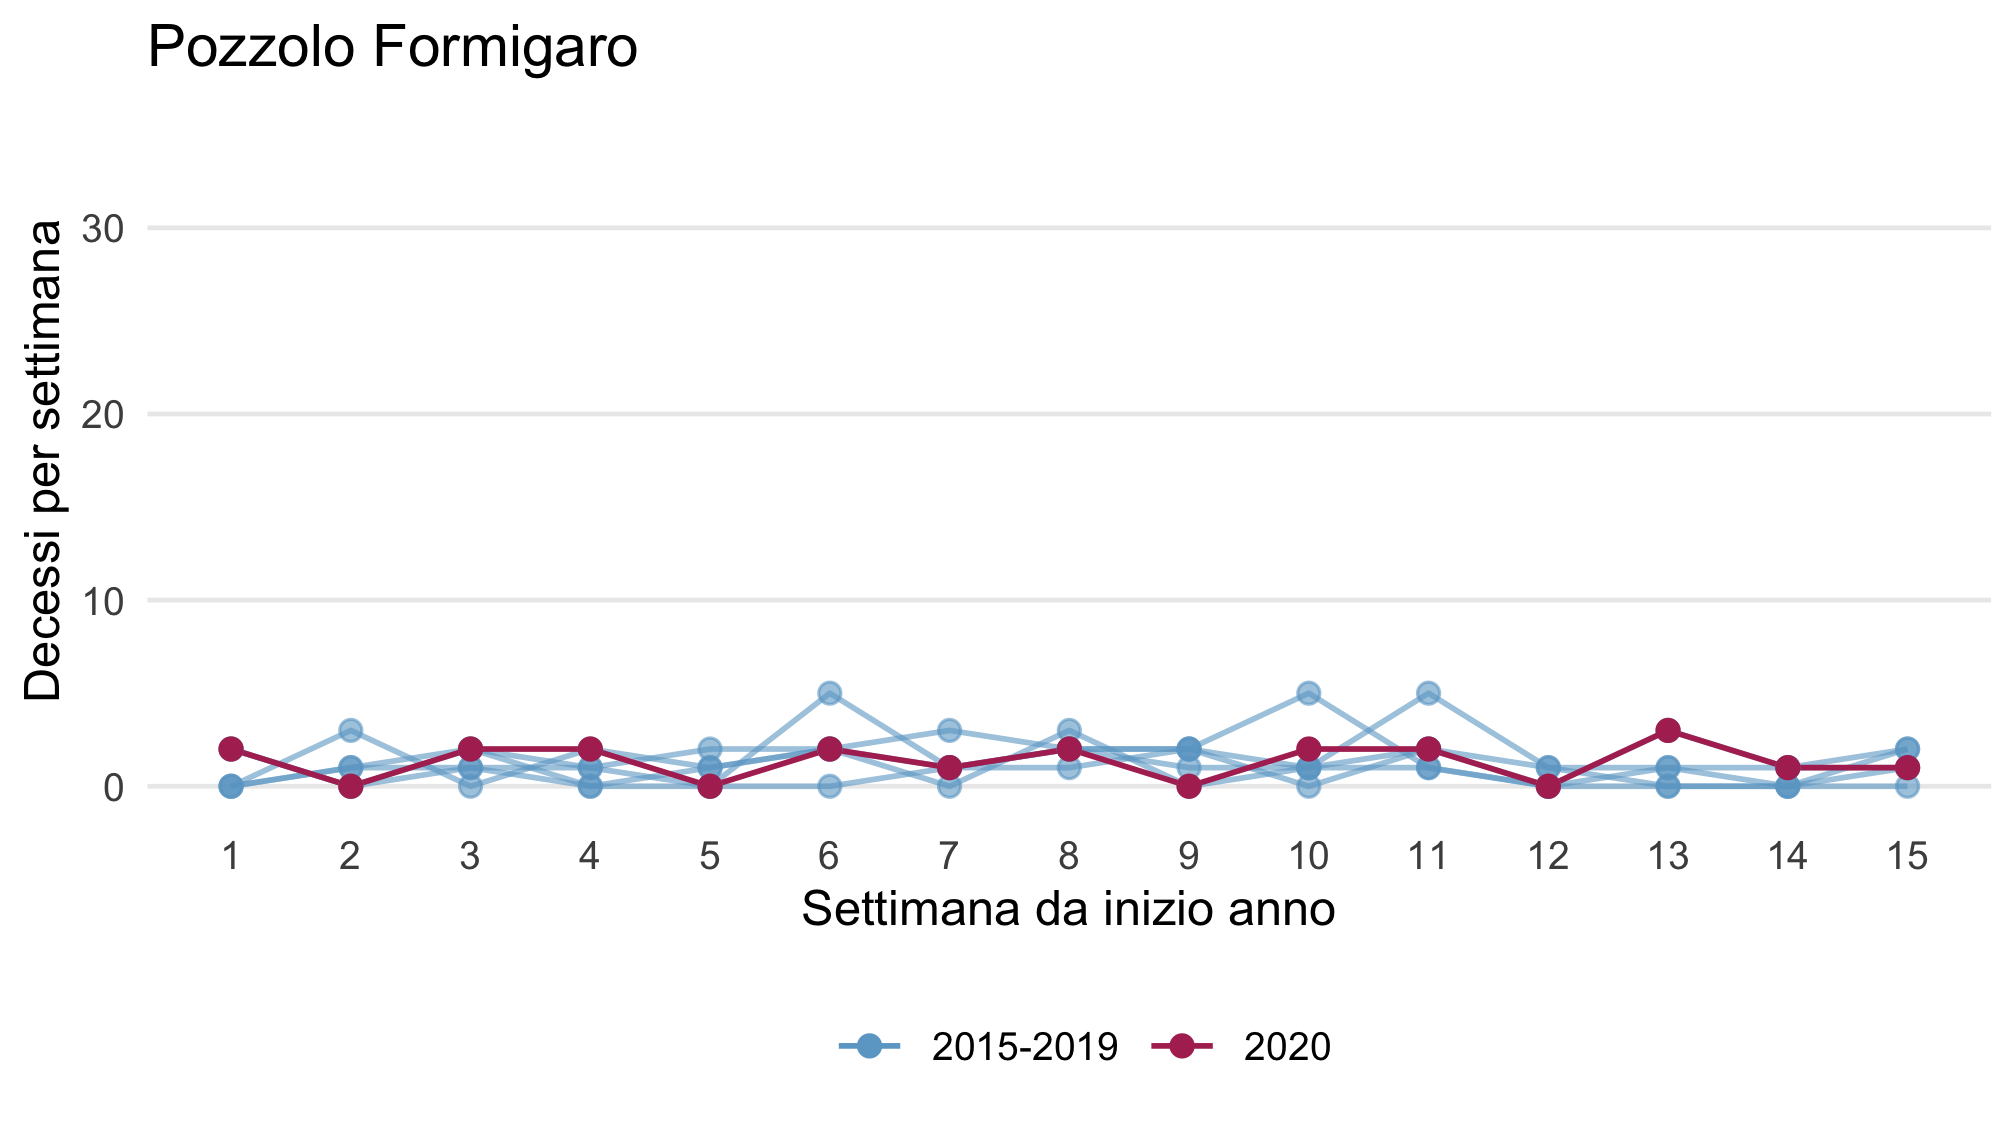 Pozzolo Formigaro
Decessi per settimana
30
20
10
0
1 2 3 4 5 6 7 8 9 10 11 12 13 14 15
Settimana da inizio anno
2015-2019 2020